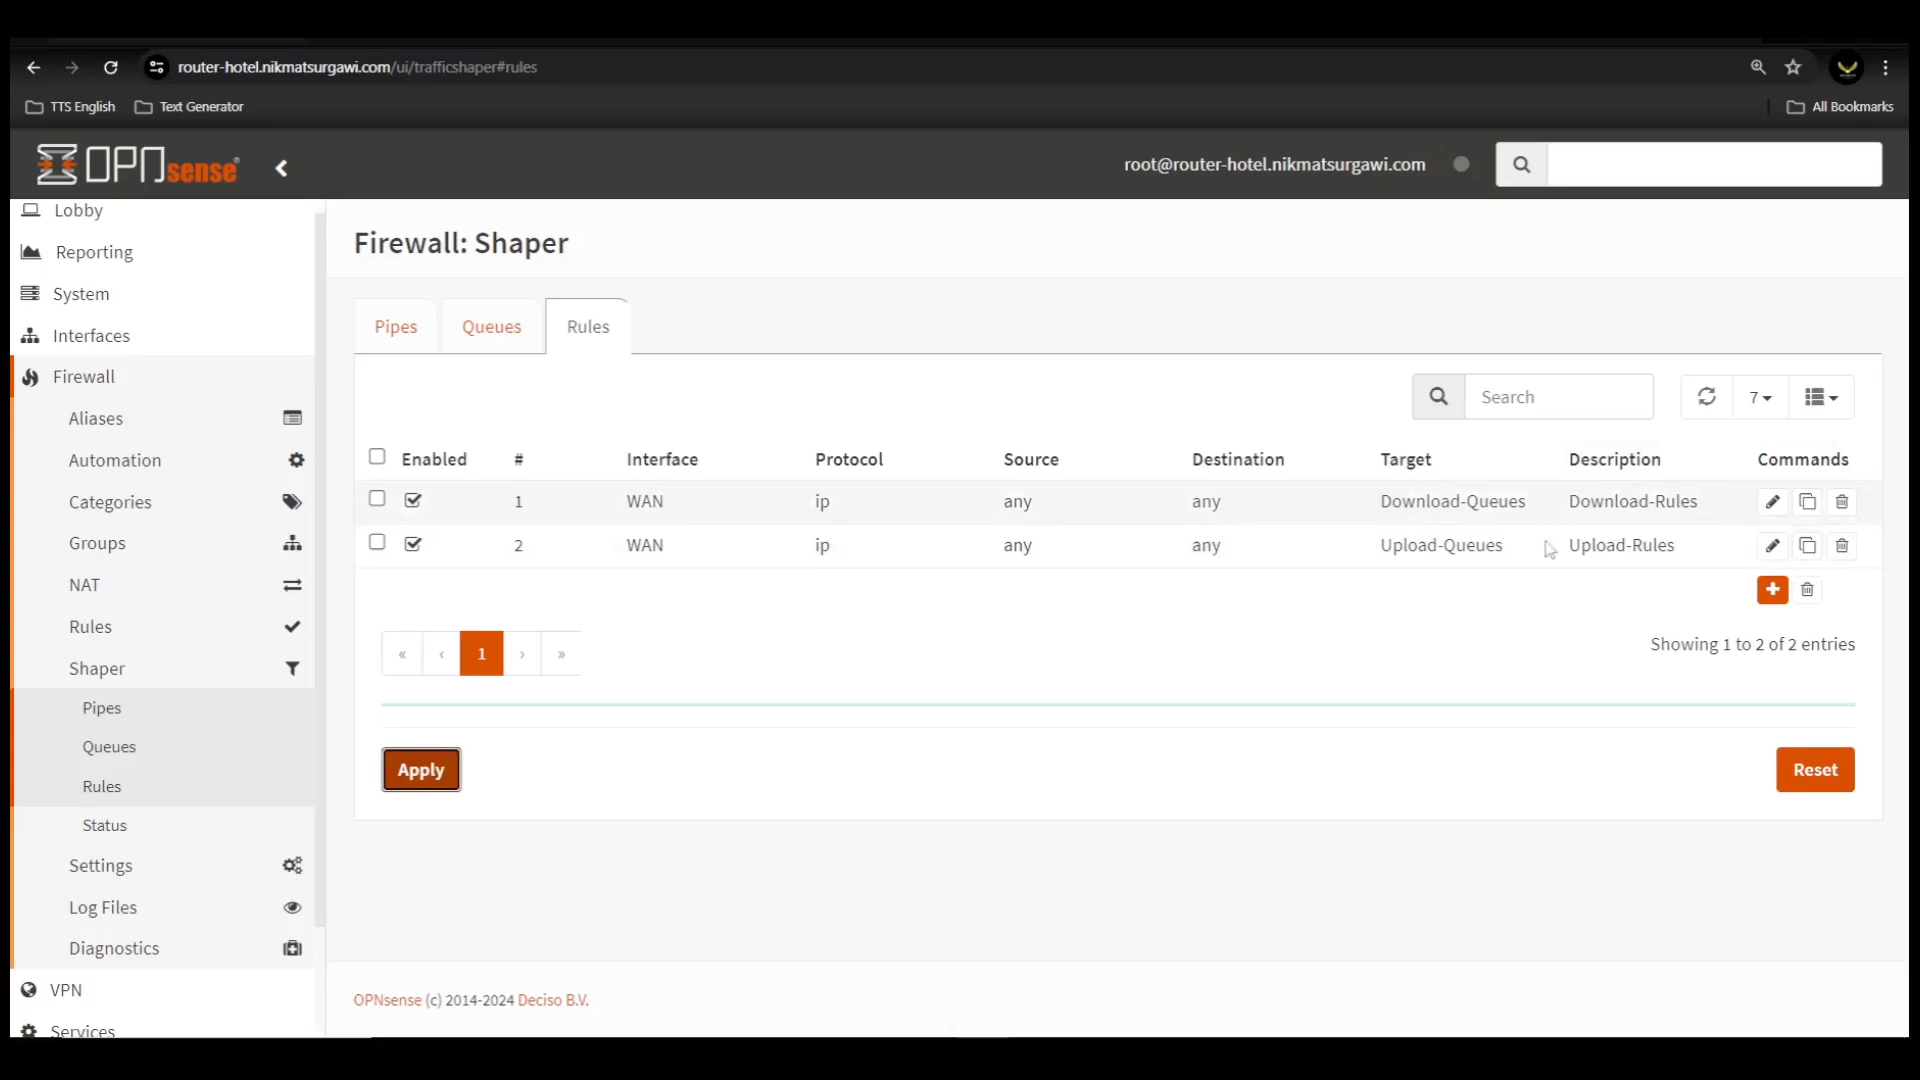 router-hotel.nikmatsurgawi.com/ui/trafficshaper#rules
TTS English
Text Generator
All Bookmarks
OPNsense
root@router-hotel.nikmatsurgawi.com
Lobby
Reporting
System
Interfaces
Firewall
Aliases
Automation
Categories
Groups
NAT
Rules
Shaper
Pipes
Queues
Rules
Status
Settings
Log Files
Diagnostics
VPN
Services
Firewall: Shaper
Pipes
Queues
Rules
Search
7
Enabled # Interface Protocol Source Destination Target Description Commands
1 WAN ip any any Download-Queues Download-Rules
2 WAN ip any any Upload-Queues Upload-Rules
« ‹ 1 › »
Showing 1 to 2 of 2 entries
Apply
Reset
OPNsense (c) 2014-2024 Deciso B.V.